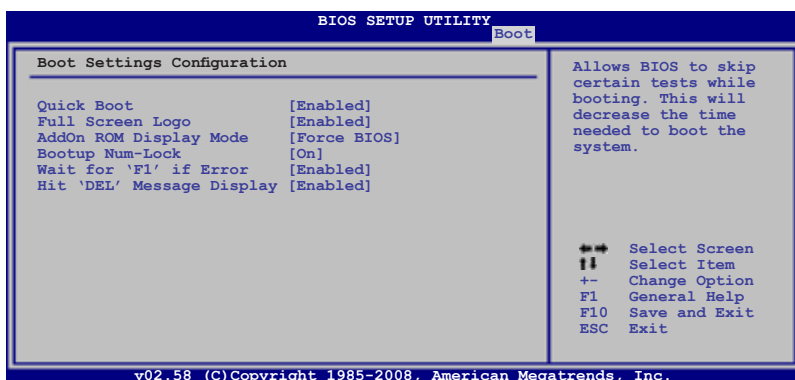 BIOS SETUP UTILITY
Boot
Boot Settings Configuration
Quick Boot [Enabled]
Full Screen Logo [Enabled]
AddOn ROM Display Mode [Force BIOS]
Bootup Num-Lock [On]
Wait for ‘F1’ if Error [Enabled]
Hit ‘DEL’ Message Display [Enabled]
Allows BIOS to skip
certain tests while
booting. This will
decrease the time
needed to boot the
system.
Select Screen
Select Item
+- Change Option
F1 General Help
F10 Save and Exit
ESC Exit
v02.58 (C)Copyright 1985-2008, American Megatrends, Inc.